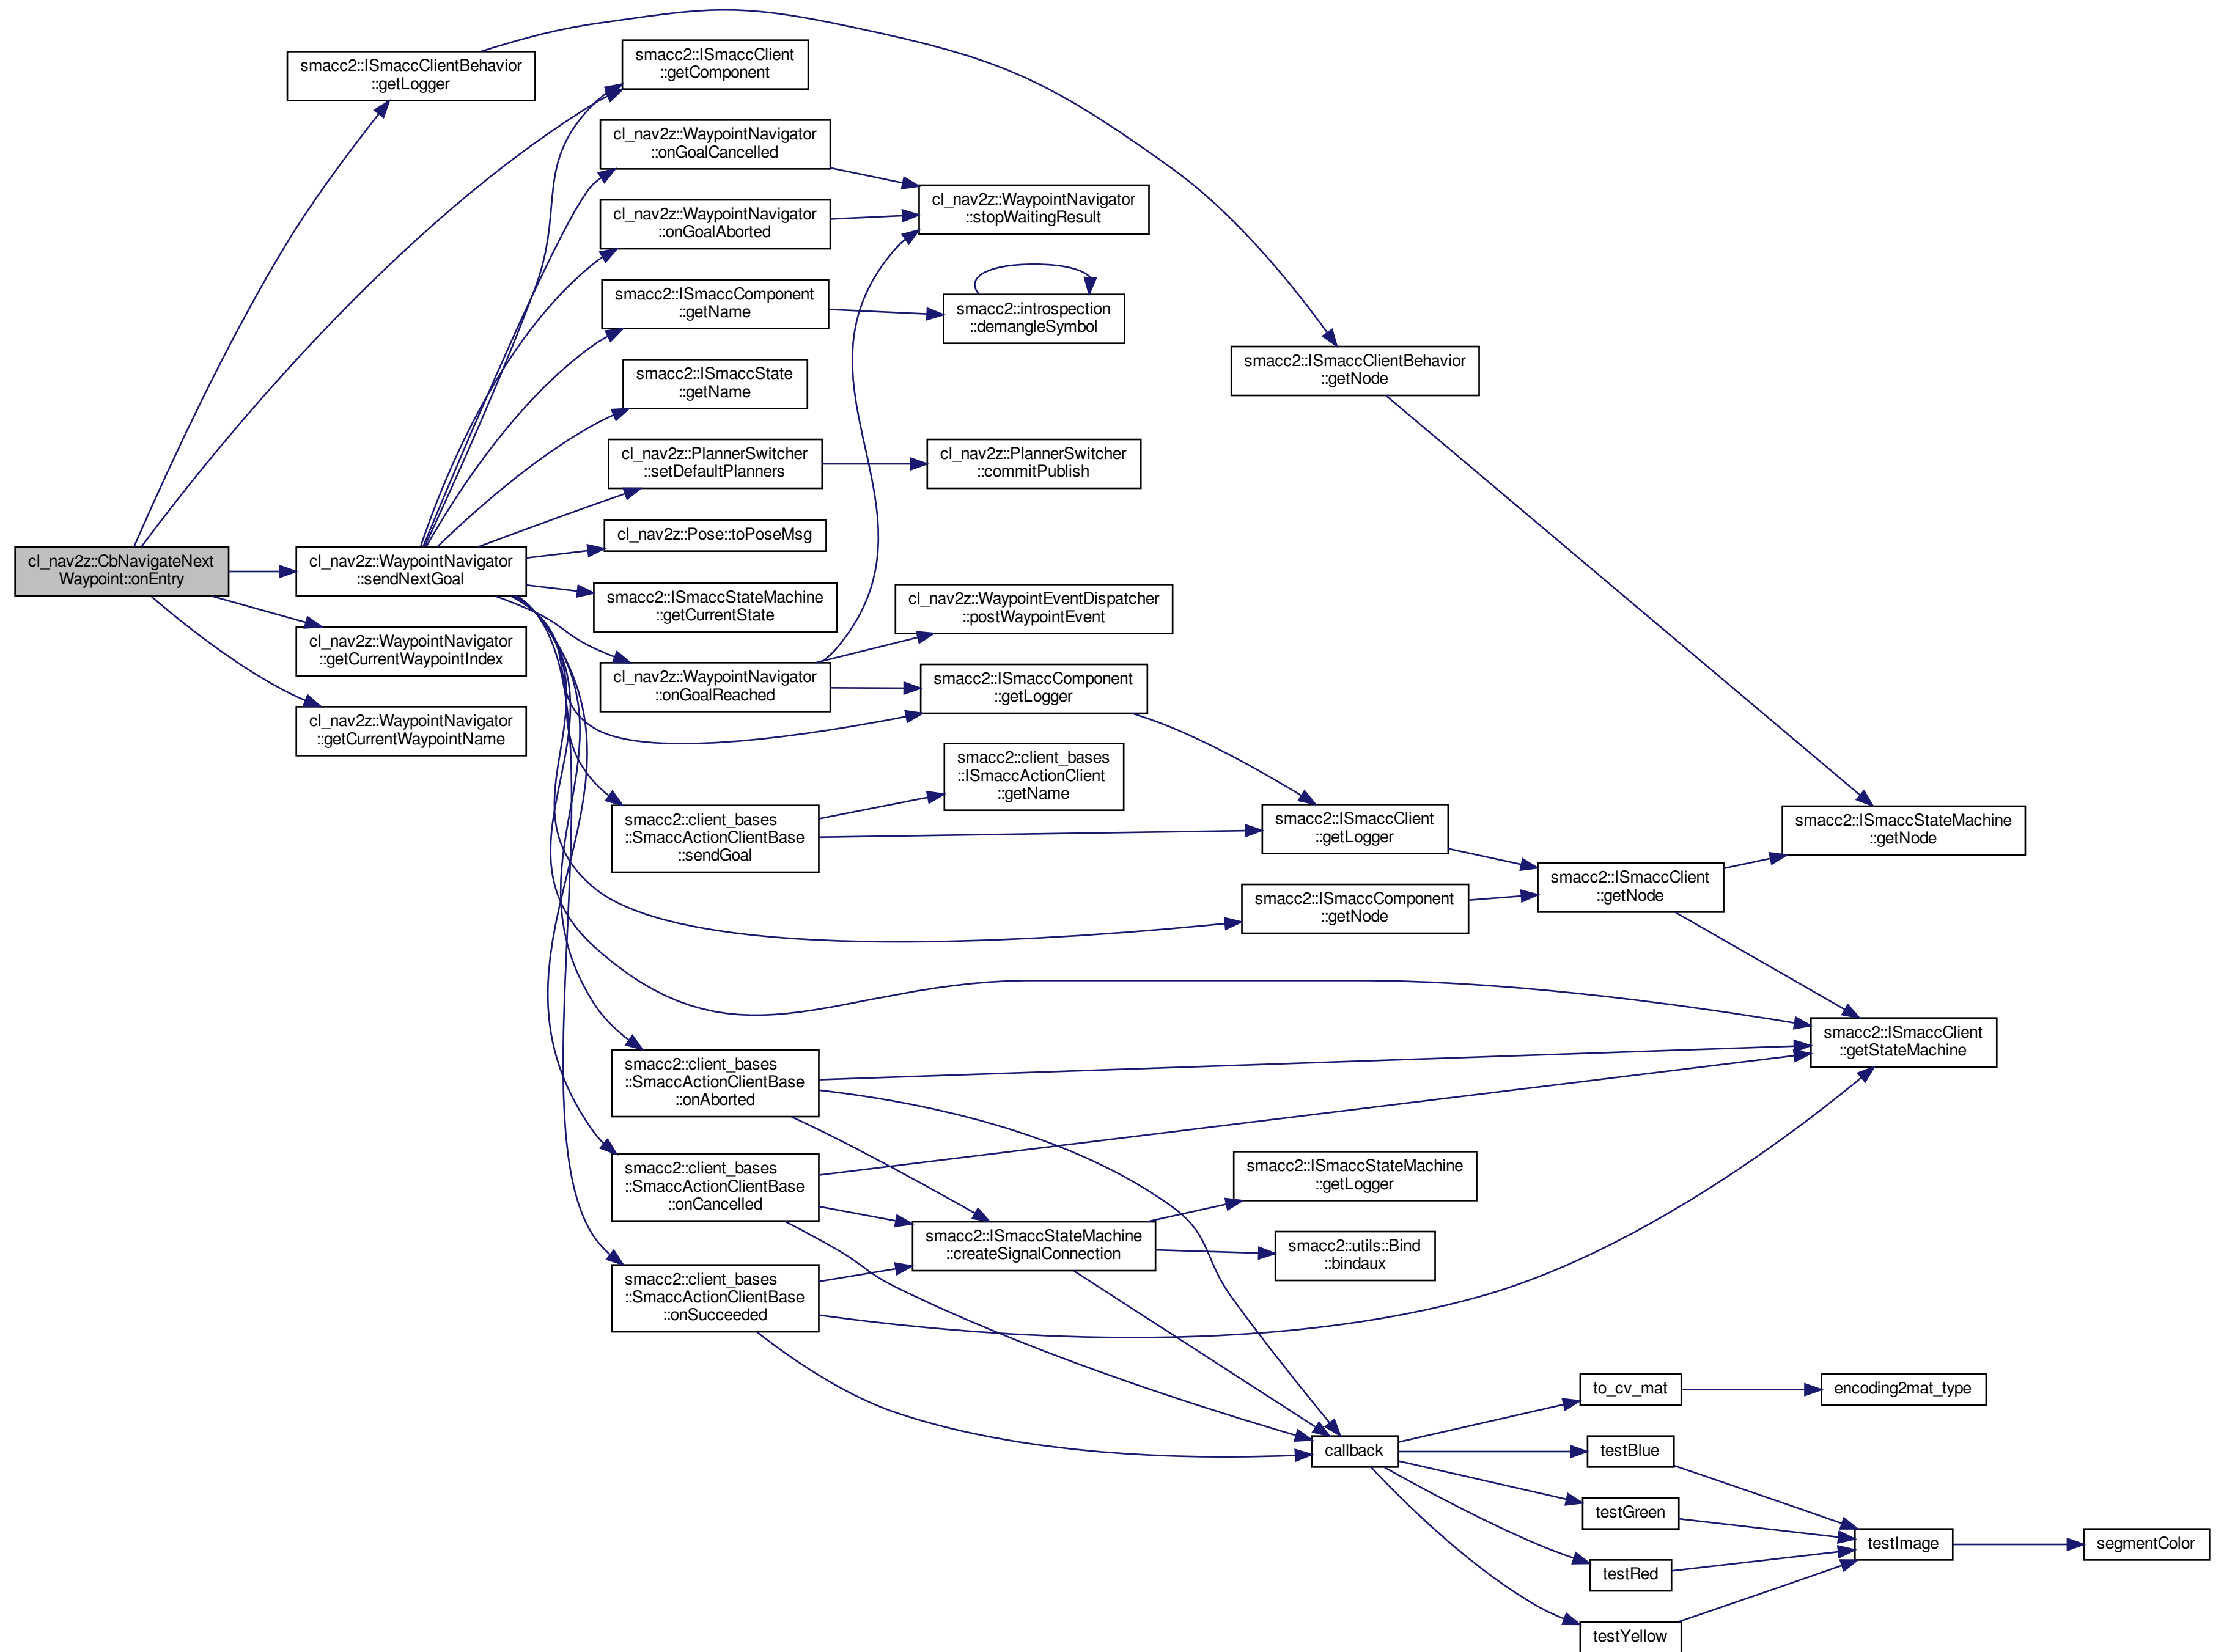 smacc2::ISmaccClientBehavior
::getLogger
smacc2::ISmaccClient
::getComponent
cl_nav2z::WaypointNavigator
::onGoalCancelled
cl_nav2z::WaypointNavigator
::stopWaitingResult
cl_nav2z::WaypointNavigator
::onGoalAborted
smacc2::ISmaccComponent
::getName
smacc2::introspection
::demangleSymbol
smacc2::ISmaccClientBehavior
::getNode
smacc2::ISmaccState
::getName
cl_nav2z::PlannerSwitcher
::setDefaultPlanners
cl_nav2z::PlannerSwitcher
::commitPublish
cl_nav2z::Pose::toPoseMsg
cl_nav2z::CbNavigateNext
Waypoint::onEntry
cl_nav2z::WaypointNavigator
::sendNextGoal
smacc2::ISmaccStateMachine
::getCurrentState
cl_nav2z::WaypointEventDispatcher
::postWaypointEvent
cl_nav2z::WaypointNavigator
::getCurrentWaypointIndex
cl_nav2z::WaypointNavigator
::onGoalReached
smacc2::ISmaccComponent
::getLogger
cl_nav2z::WaypointNavigator
::getCurrentWaypointName
smacc2::client_bases
::ISmaccActionClient
::getName
smacc2::client_bases
::SmaccActionClientBase
::sendGoal
smacc2::ISmaccClient
::getLogger
smacc2::ISmaccStateMachine
::getNode
smacc2::ISmaccClient
::getNode
smacc2::ISmaccComponent
::getNode
smacc2::ISmaccClient
::getStateMachine
smacc2::client_bases
::SmaccActionClientBase
::onAborted
smacc2::client_bases
::SmaccActionClientBase
::onCancelled
smacc2::ISmaccStateMachine
::getLogger
smacc2::ISmaccStateMachine
::createSignalConnection
smacc2::utils::Bind
::bindaux
smacc2::client_bases
::SmaccActionClientBase
::onSucceeded
to_cv_mat
encoding2mat_type
callback
testBlue
testGreen
testImage
segmentColor
testRed
testYellow